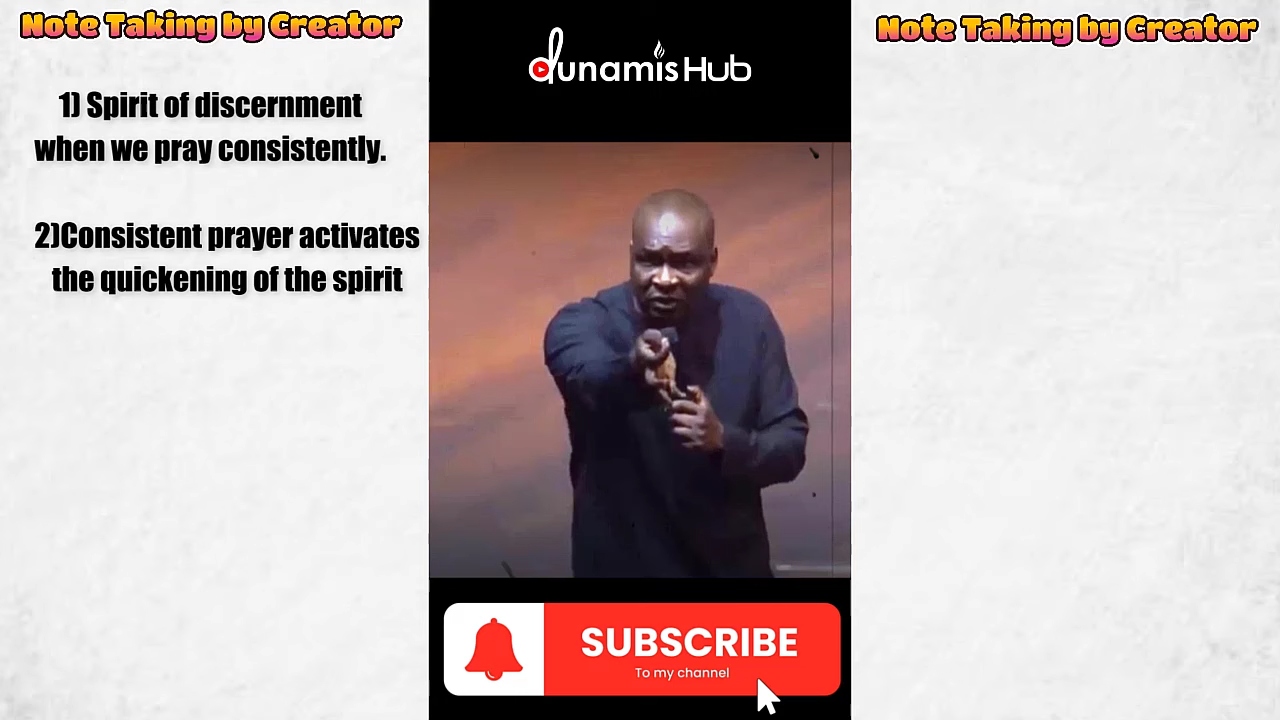 Note Taking by Creator
1) Spirit of discernment
when we pray consistently.
2)Consistent prayer activates
the quickening of the spirit
dunamis Hub
SUBSCRIBE
To my channel
Note Taking by Creator